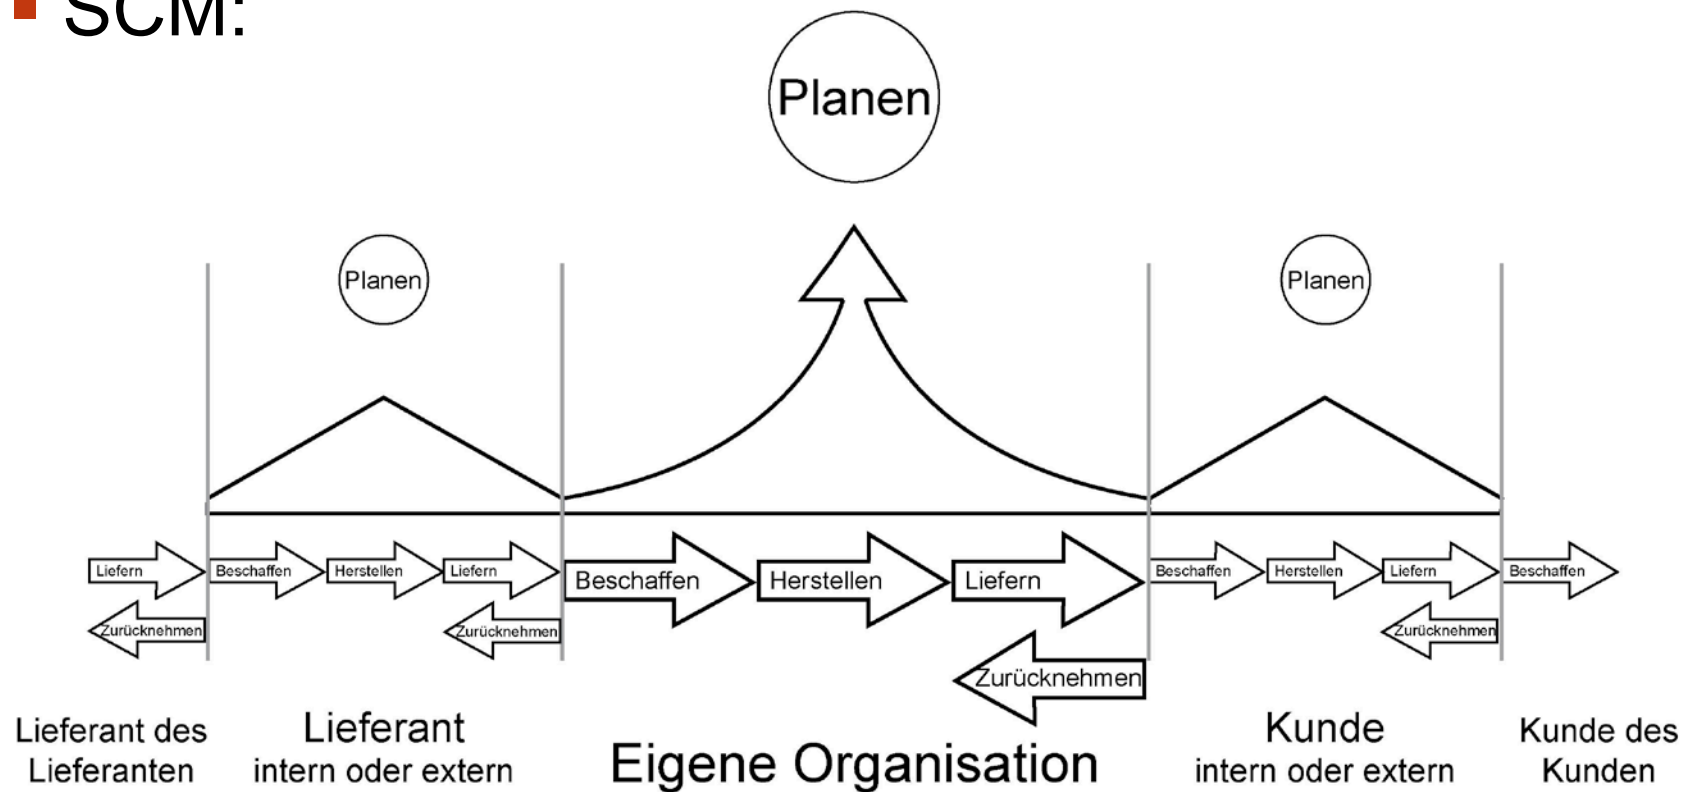 SCM:
Planen
Planen
Planen
Liefern
Beschaffen
Herstellen
Liefern
Beschaffen
Herstellen
Liefern
Beschaffen
Herstellen
Liefern
Beschaffen
Zurücknehmen
Zurücknehmen
Zurücknehmen
Zurücknehmen
Lieferant des
Lieferanten
Lieferant
intern oder extern
Eigene Organisation
Kunde
intern oder extern
Kunde des
Kunden